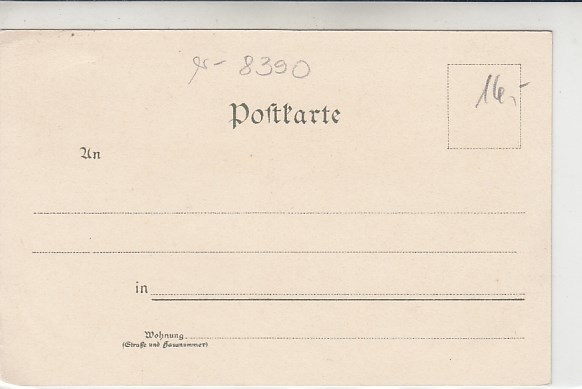 8390
16,-
Poſtkarte
An
in
Wohnung
(Straße und Hausnummer)